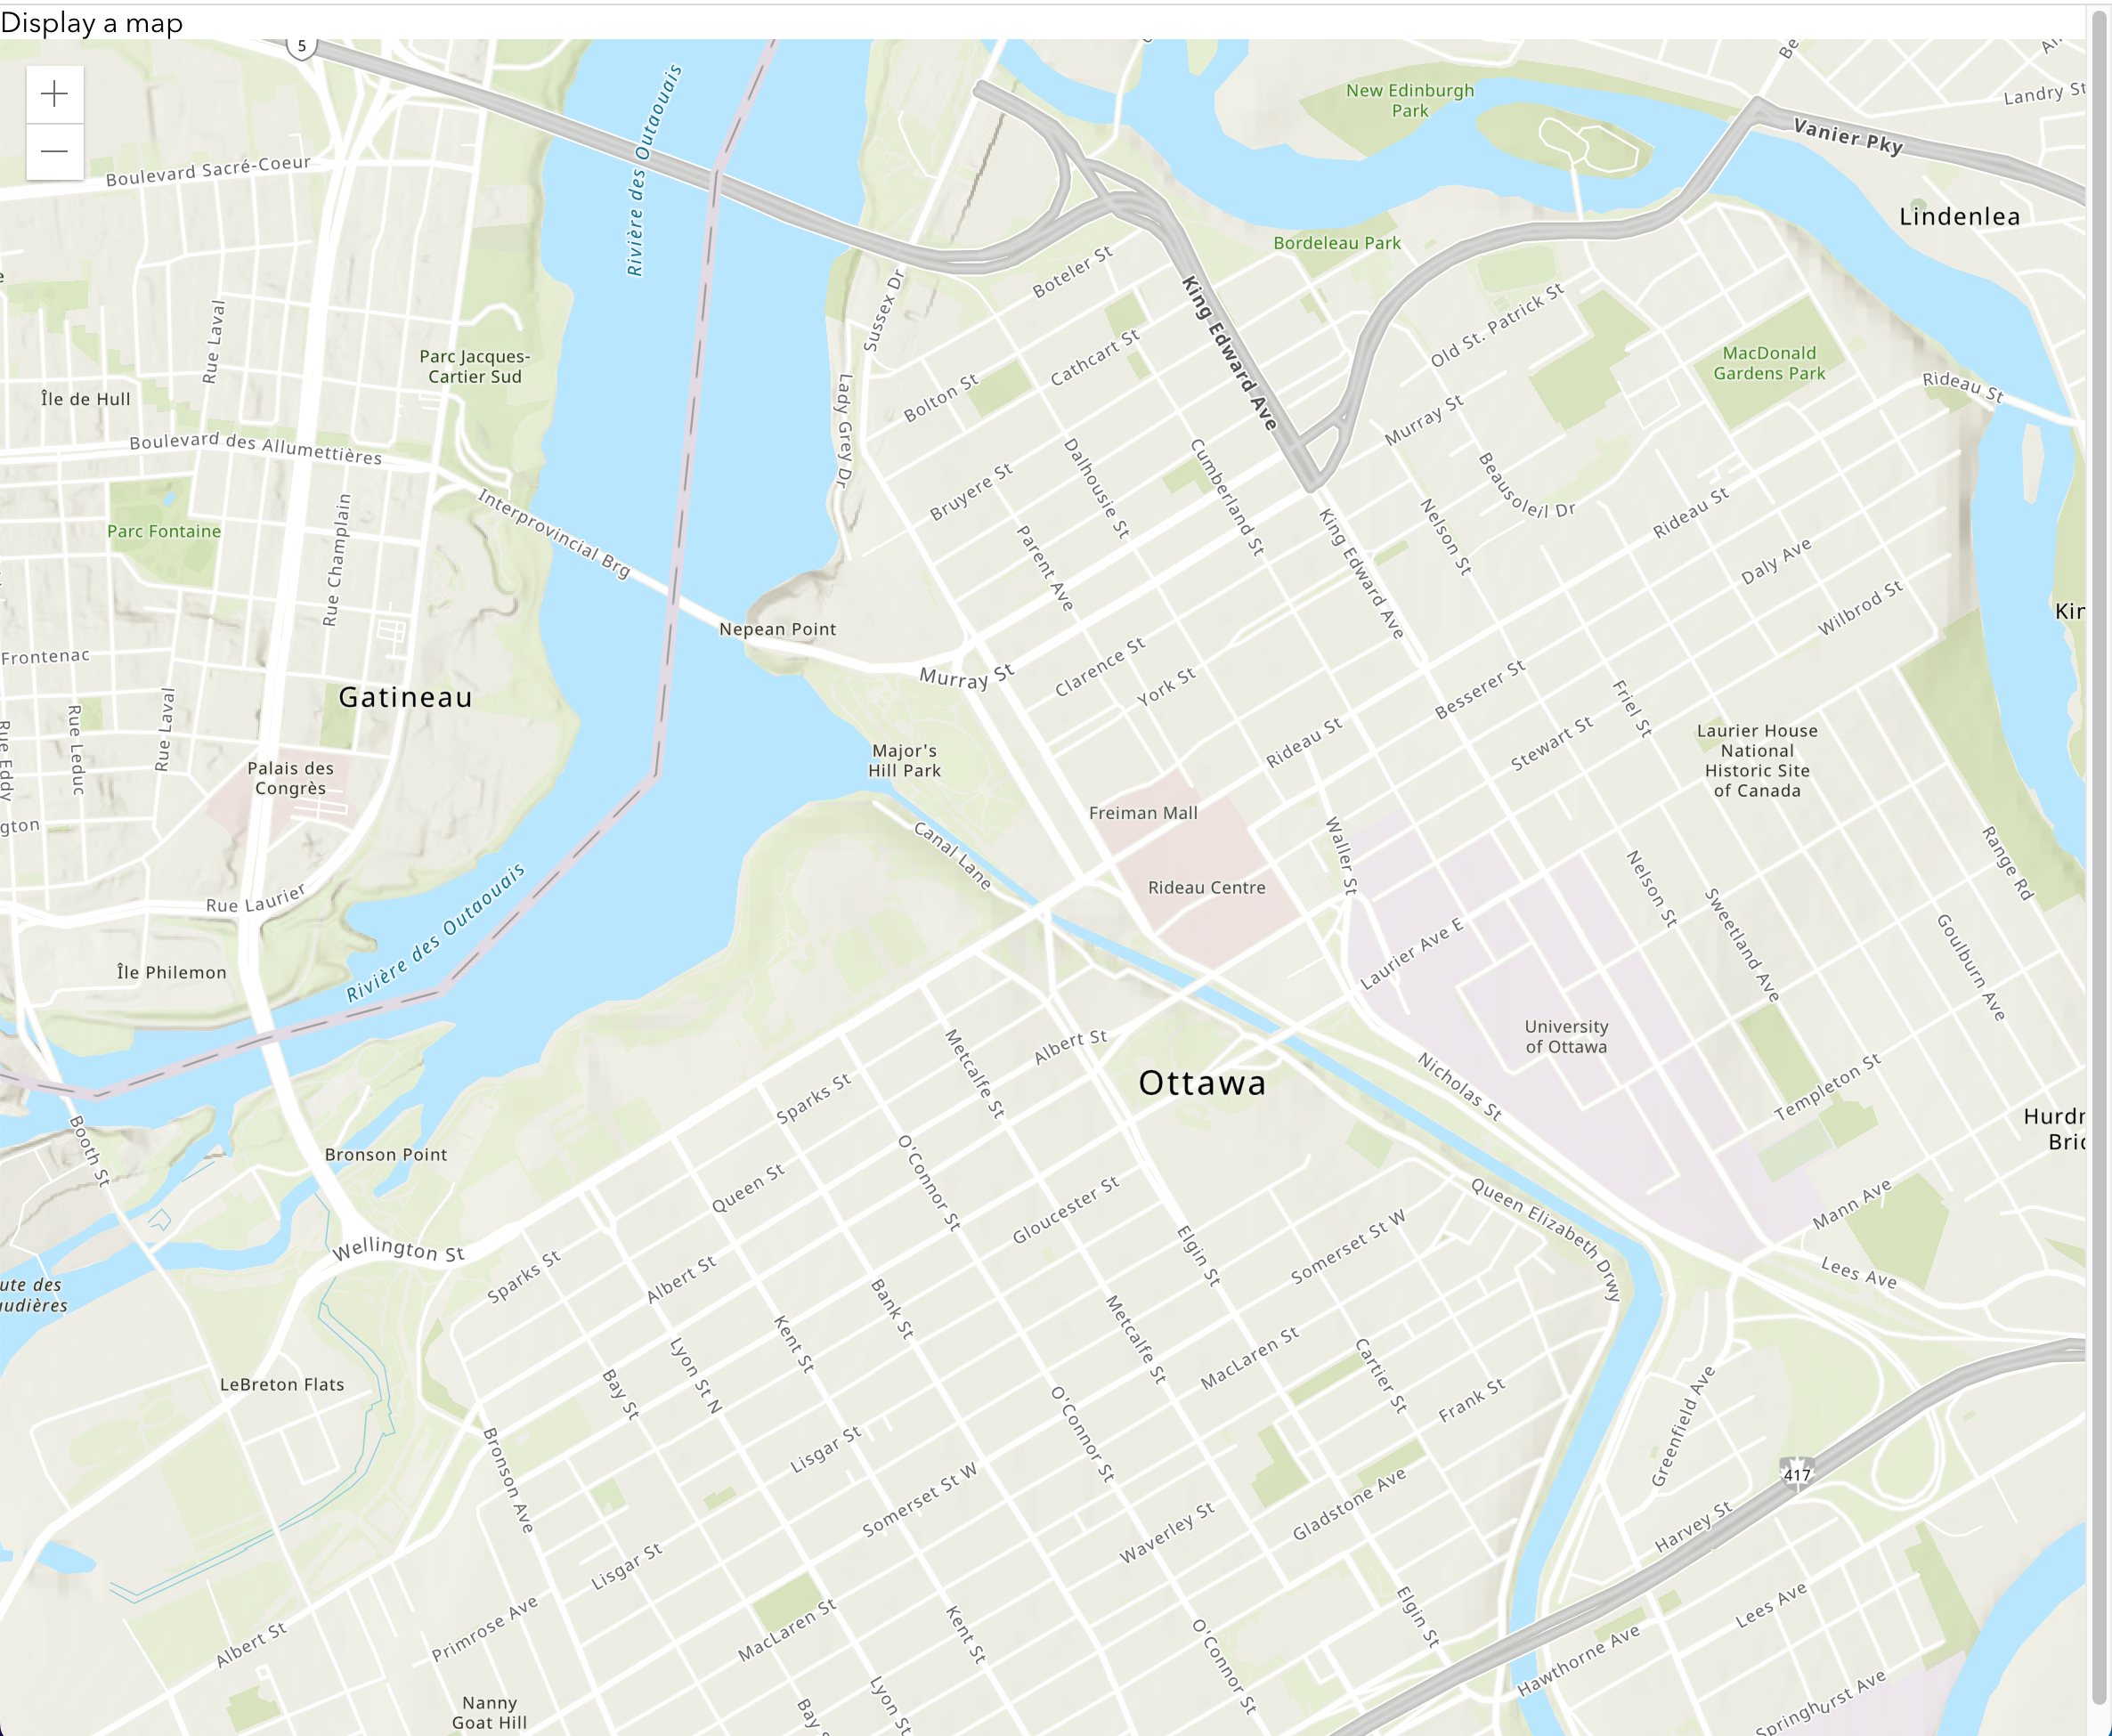 Display a map
5
Rivière des Outaouais
New Edinburgh
Park
Landry St
Vanier Pky
Boulevard Sacré-Coeur
Lindenlea
Bordeleau Park
Boteler St
Sussex Dr
King Edward Ave
Old St. Patrick St
Rue Laval
Parc Jacques-
Cartier Sud
Cathcart St
MacDonald
Gardens Park
Île de Hull
Lady Grey Dr
Bolton St
Rideau St
Murray St
Boulevard des Allumettières
Interprovincial Brg
Bruyere St
Dalhousie St
Cumberland St
Beausoleil Dr
Rideau St
Parc Fontaine
Rue Champlain
Parent Ave
King Edward Ave
Nelson St
Daly Ave
Wilbrod St
Kin
Nepean Point
Frontenac
Murray St
Clarence St
York St
Besserer St
Gatineau
Rue Laval
Rue Leduc
Rue Eddy
Friel St
Rideau St
Stewart St
Laurier House
National
Historic Site
of Canada
Major's
Hill Park
Palais des
Congrès
Freiman Mall
gton
Canal Lane
Waller St
Rideau Centre
Nelson St
Range Rd
Rue Laurier
Rivière des Outaouais
Laurier Ave E
Sweetland Ave
Goulburn Ave
Île Philemon
University
of Ottawa
Metcalfe St
Albert St
Ottawa
Nicholas St
Templeton St
Sparks St
Hurdr
Bric
Booth St
Bronson Point
O'Connor St
Queen St
Gloucester St
Queen Elizabeth Drwy
Mann Ave
Wellington St
Elgin St
Somerset St W
Lees Ave
Sparks St
Albert St
ute des
udières
Bank St
Kent St
Metcalfe St
MacLaren St
Cartier St
Lyon St N
Bay St
LeBreton Flats
O'Connor St
Frank St
Greenfield Ave
Bronson Ave
Lisgar St
Somerset St W
Gladstone Ave
417
Waverley St
Harvey St
Lisgar St
Primrose Ave
MacLaren St
Albert St
Kent St
Elgin St
Lees Ave
O'Connor St
Hawthorne Ave
Nanny
Goat Hill
Lyon St
Bay S
Springhurst Ave